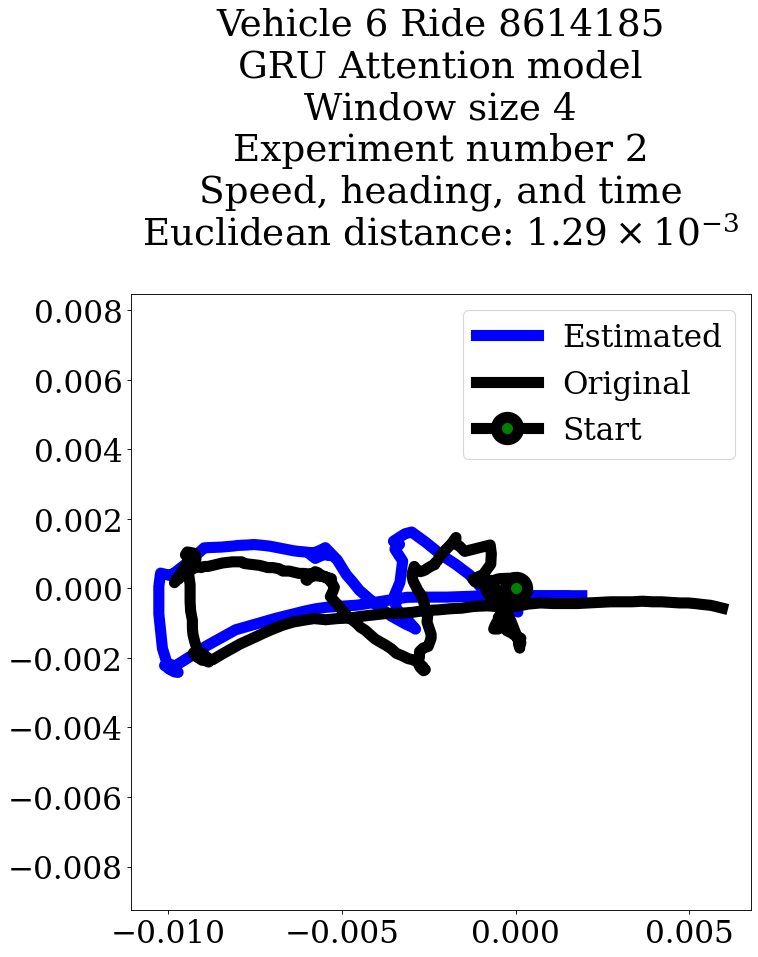 Vehicle 6 Ride 8614185
GRU Attention model
Window size 4
Experiment number 2
Speed, heading, and time
Euclidean distance: 1.29 × 10⁻³
0.008
0.006
0.004
0.002
0.000
−0.002
−0.004
−0.006
−0.008
Estimated
Original
Start
−0.010
−0.005
0.000
0.005